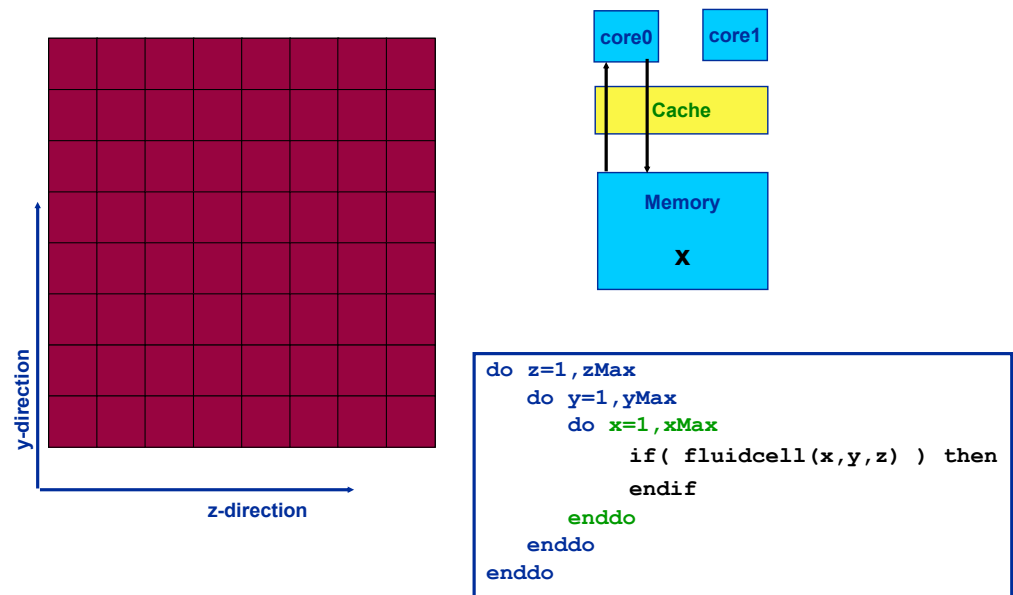 core0
core1
Cache
Memory
x
y-direction
z-direction
do z=1,zMax
do y=1,yMax
do x=1,xMax
if( fluidcell(x,y,z) ) then
endif
enddo
enddo
enddo